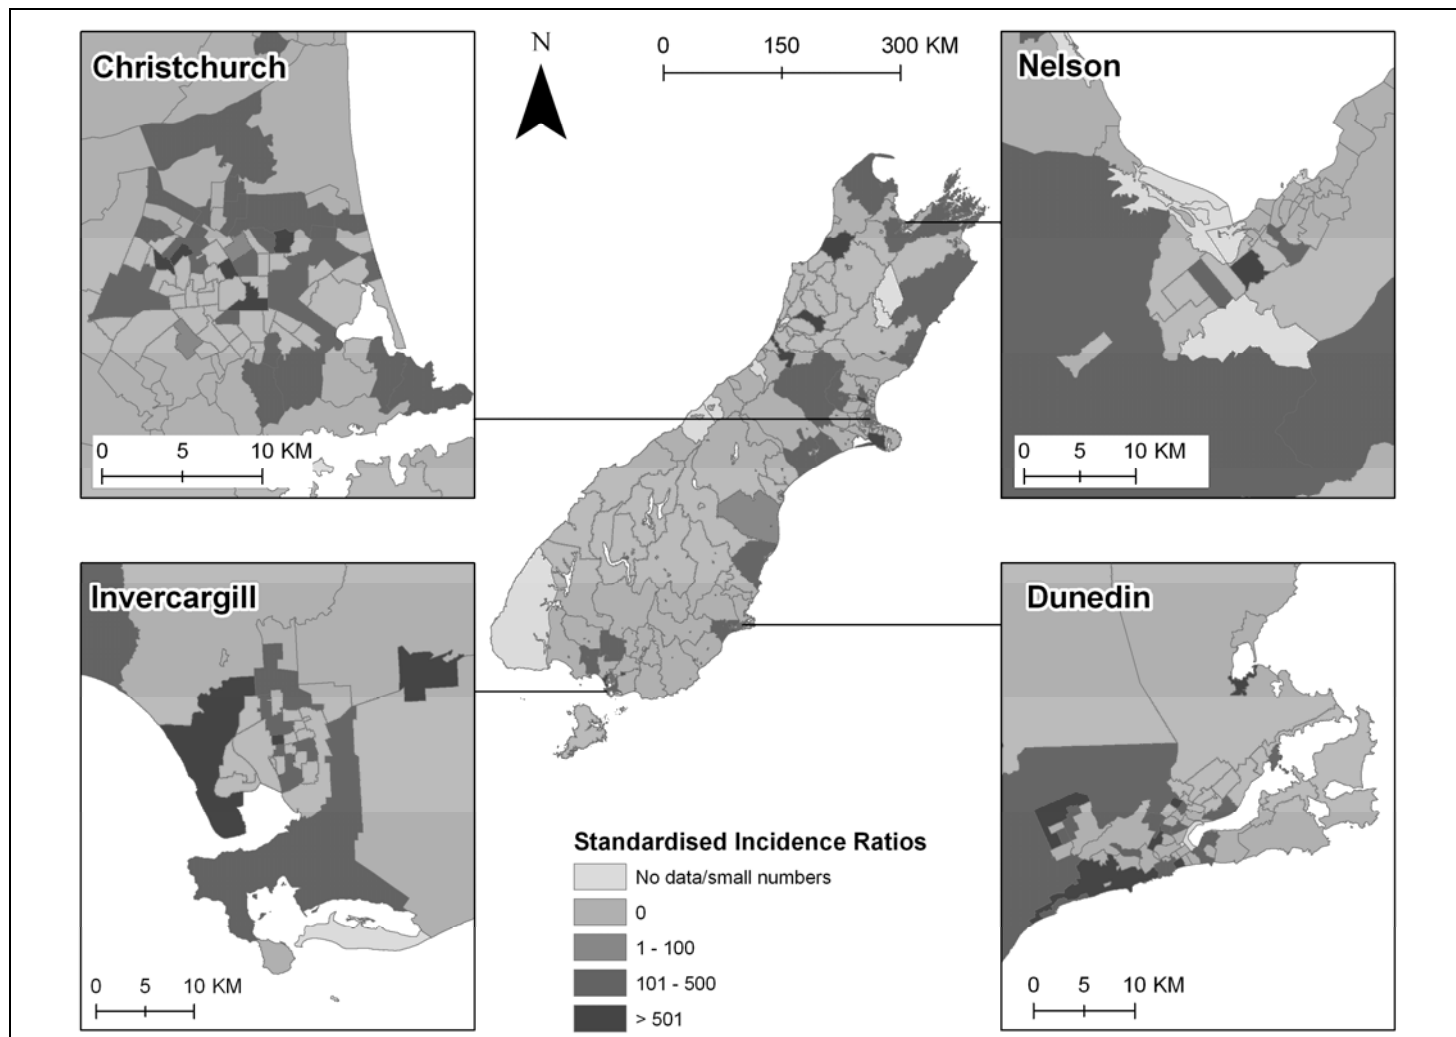 Christchurch
0 5 10 KM
N
0 150 300 KM
Nelson
0 5 10 KM
Invercargill
0 5 10 KM
Standardised Incidence Ratios
No data/small numbers
0
1 - 100
101 - 500
> 501
Dunedin
0 5 10 KM